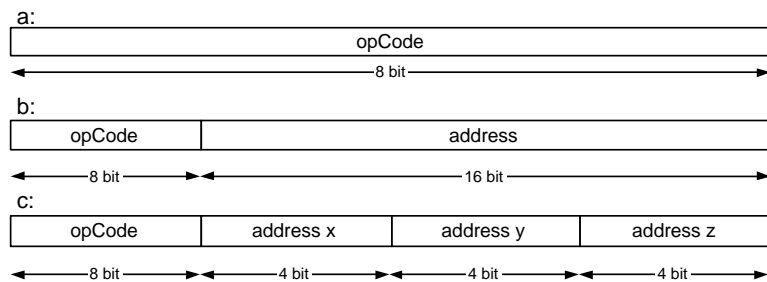 a:
opCode
8 bit
b:
opCode address
8 bit 16 bit
c:
opCode address x address y address z
8 bit 4 bit 4 bit 4 bit